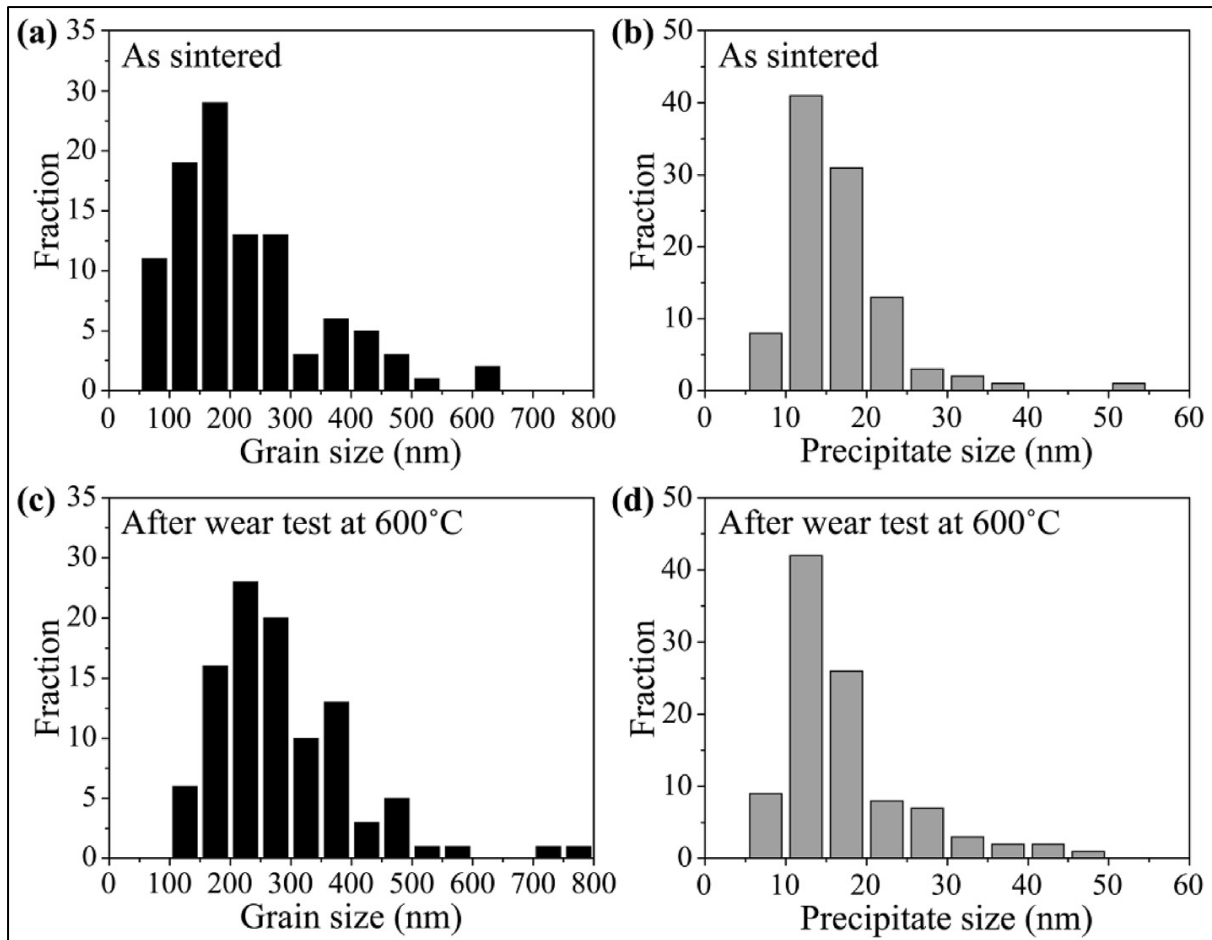 (a)
As sintered
35
30
25
20
15
10
5
0
Fraction
0 100 200 300 400 500 600 700 800
Grain size (nm)
(b)
As sintered
50
40
30
20
10
0
Fraction
0 10 20 30 40 50 60
Precipitate size (nm)
(c)
After wear test at 600˚C
35
30
25
20
15
10
5
0
Fraction
0 100 200 300 400 500 600 700 800
Grain size (nm)
(d)
After wear test at 600˚C
50
40
30
20
10
0
Fraction
0 10 20 30 40 50 60
Precipitate size (nm)